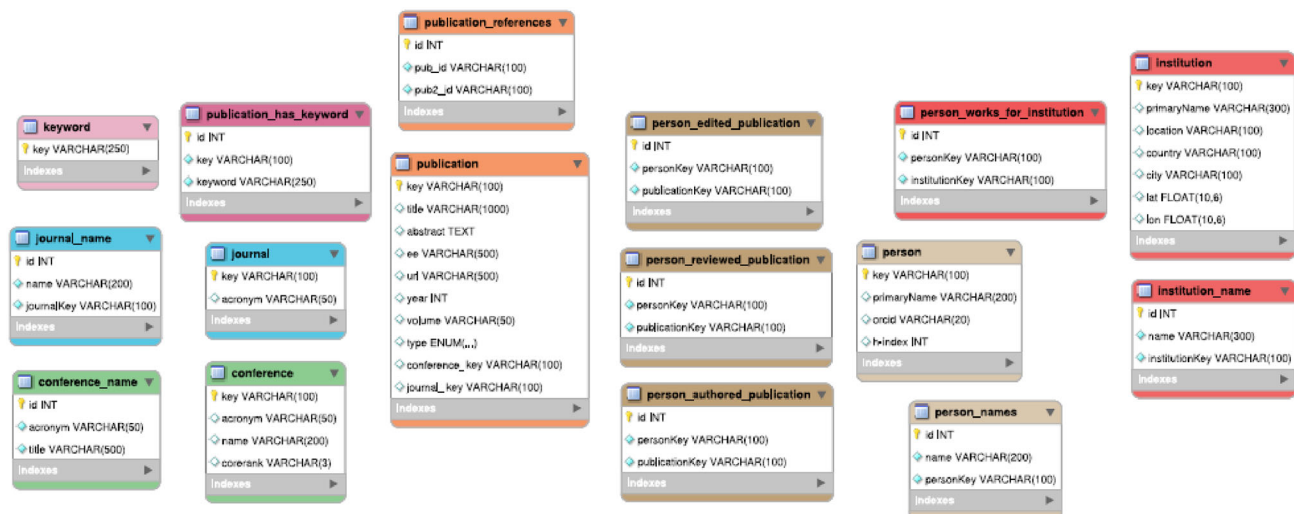 publication_references
id INT
pub_id VARCHAR(100)
pub2_id VARCHAR(100)
Indexes
keyword
key VARCHAR(250)
Indexes
publication_has_keyword
id INT
key VARCHAR(100)
keyword VARCHAR(250)
Indexes
journal_name
id INT
name VARCHAR(200)
journalKey VARCHAR(100)
Indexes
journal
key VARCHAR(100)
acronym VARCHAR(50)
Indexes
conference_name
id INT
acronym VARCHAR(50)
title VARCHAR(500)
Indexes
conference
key VARCHAR(100)
acronym VARCHAR(50)
name VARCHAR(200)
corerank VARCHAR(3)
Indexes
publication
key VARCHAR(100)
title VARCHAR(1000)
abstract TEXT
ee VARCHAR(500)
url VARCHAR(500)
year INT
volume VARCHAR(50)
type ENUM(...)
conference_key VARCHAR(100)
journal_key VARCHAR(100)
Indexes
person_edited_publication
id INT
personKey VARCHAR(100)
publicationKey VARCHAR(100)
Indexes
person_reviewed_publication
id INT
personKey VARCHAR(100)
publicationKey VARCHAR(100)
Indexes
person_authored_publication
id INT
personKey VARCHAR(100)
publicationKey VARCHAR(100)
Indexes
person_works_for_institution
id INT
personKey VARCHAR(100)
institutionKey VARCHAR(100)
Indexes
person
key VARCHAR(100)
primaryName VARCHAR(200)
orcid VARCHAR(20)
h-index INT
Indexes
person_names
id INT
name VARCHAR(200)
personKey VARCHAR(100)
Indexes
institution
key VARCHAR(100)
primaryName VARCHAR(300)
location VARCHAR(100)
country VARCHAR(100)
city VARCHAR(100)
lat FLOAT(10,6)
lon FLOAT(10,6)
Indexes
institution_name
id INT
name VARCHAR(300)
institutionKey VARCHAR(100)
Indexes